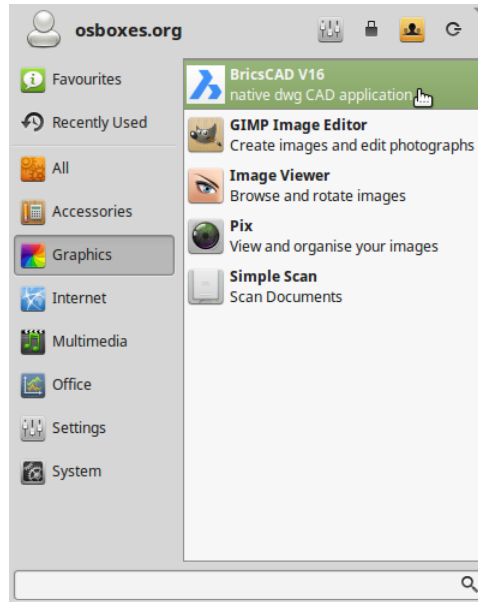 osboxes.org
Favourites
Recently Used
All
Accessories
Graphics
Internet
Multimedia
Office
Settings
System
BricsCAD V16
native dwg CAD application
GIMP Image Editor
Create images and edit photographs
Image Viewer
Browse and rotate images
Pix
View and organise your images
Simple Scan
Scan Documents